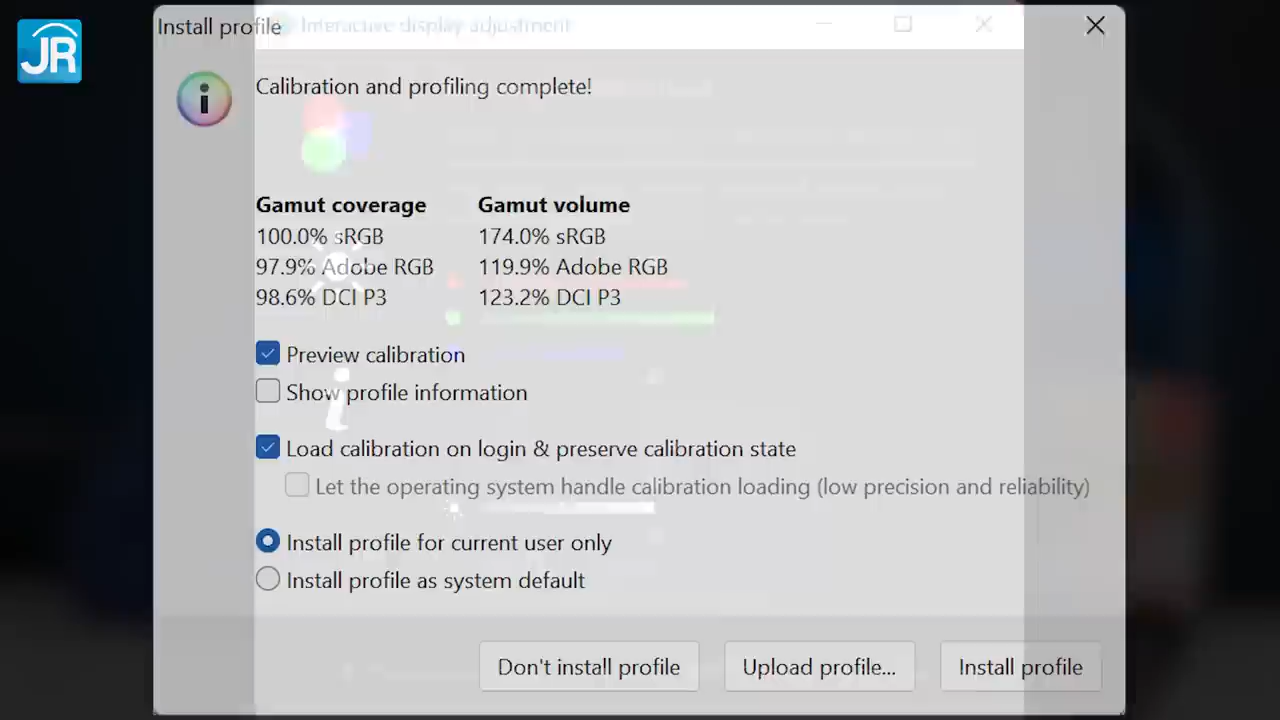 JR
Install profile
Interactive display adjustment
Calibration and profiling complete!
Gamut coverage Gamut volume
100.0% sRGB 174.0% sRGB
97.9% Adobe RGB 119.9% Adobe RGB
98.6% DCI P3 123.2% DCI P3
Preview calibration
Show profile information
Load calibration on login & preserve calibration state
Let the operating system handle calibration loading (low precision and reliability)
Install profile for current user only
Install profile as system default
Don't install profile Upload profile... Install profile